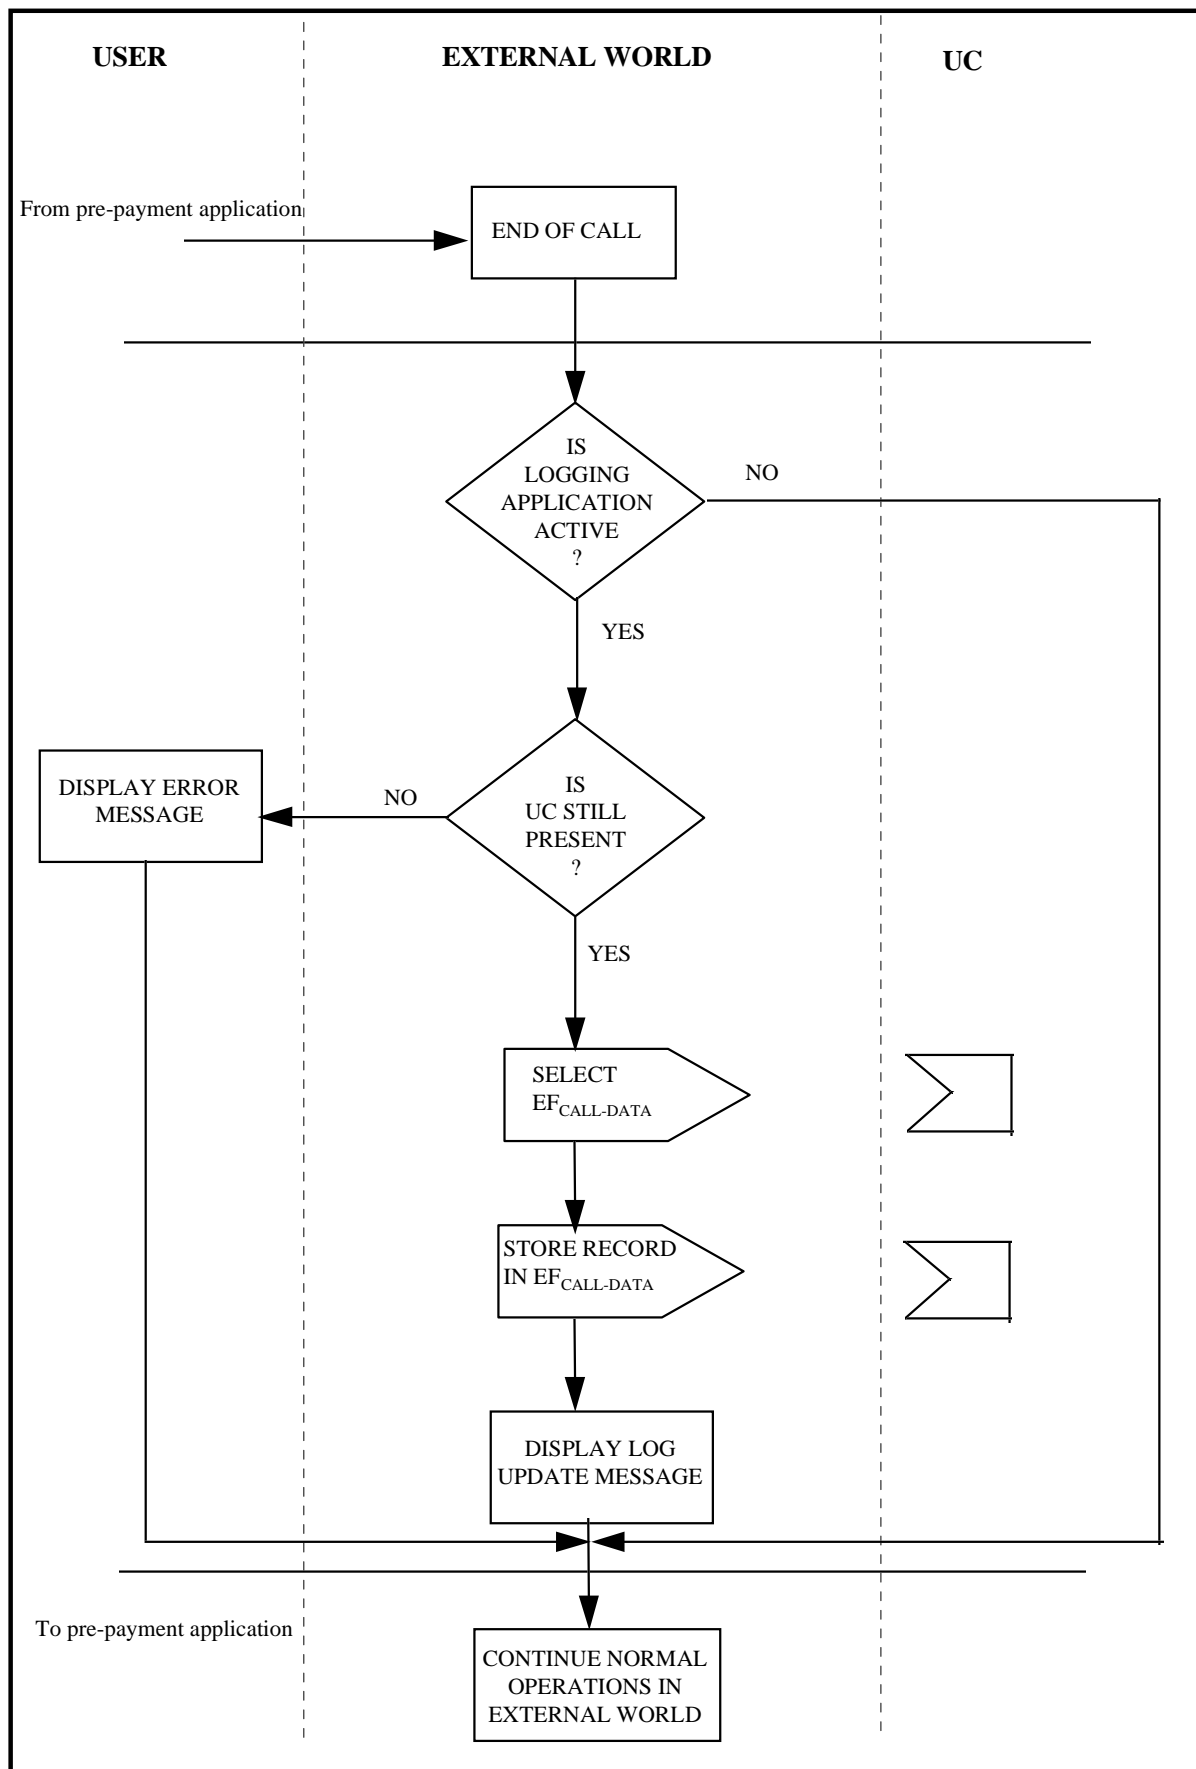 USER
EXTERNAL WORLD
UC
From pre-payment application
END OF CALL
IS
LOGGING
APPLICATION
ACTIVE
?
NO
YES
DISPLAY ERROR
MESSAGE
NO
IS
UC STILL
PRESENT
?
YES
SELECT
EFCALL-DATA
STORE RECORD
IN EFCALL-DATA
DISPLAY LOG
UPDATE MESSAGE
To pre-payment application
CONTINUE NORMAL
OPERATIONS IN
EXTERNAL WORLD